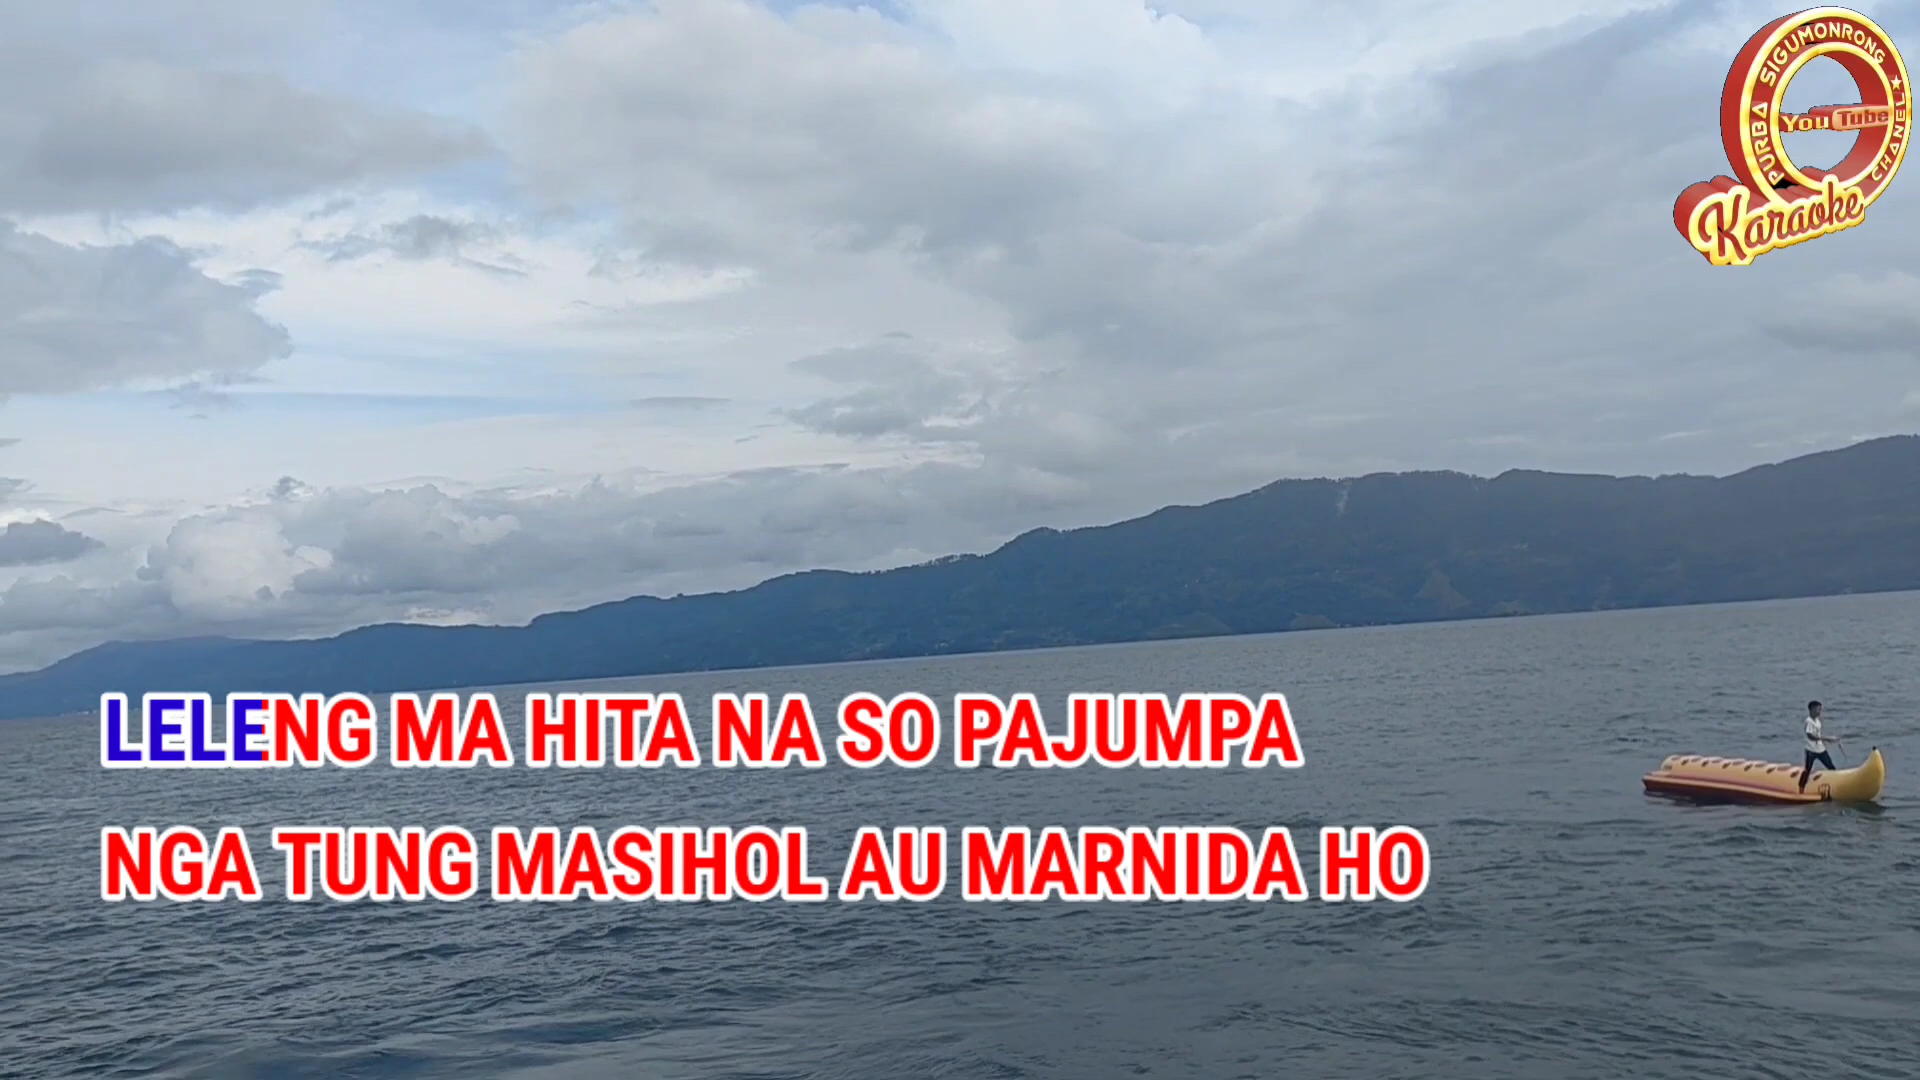 PURBA SIGUMONRONG ★ CHANEL
YouTube
Karaoke
LELENG MA HITA NA SO PAJUMPA
NGA TUNG MASIHOL AU MARNIDA HO